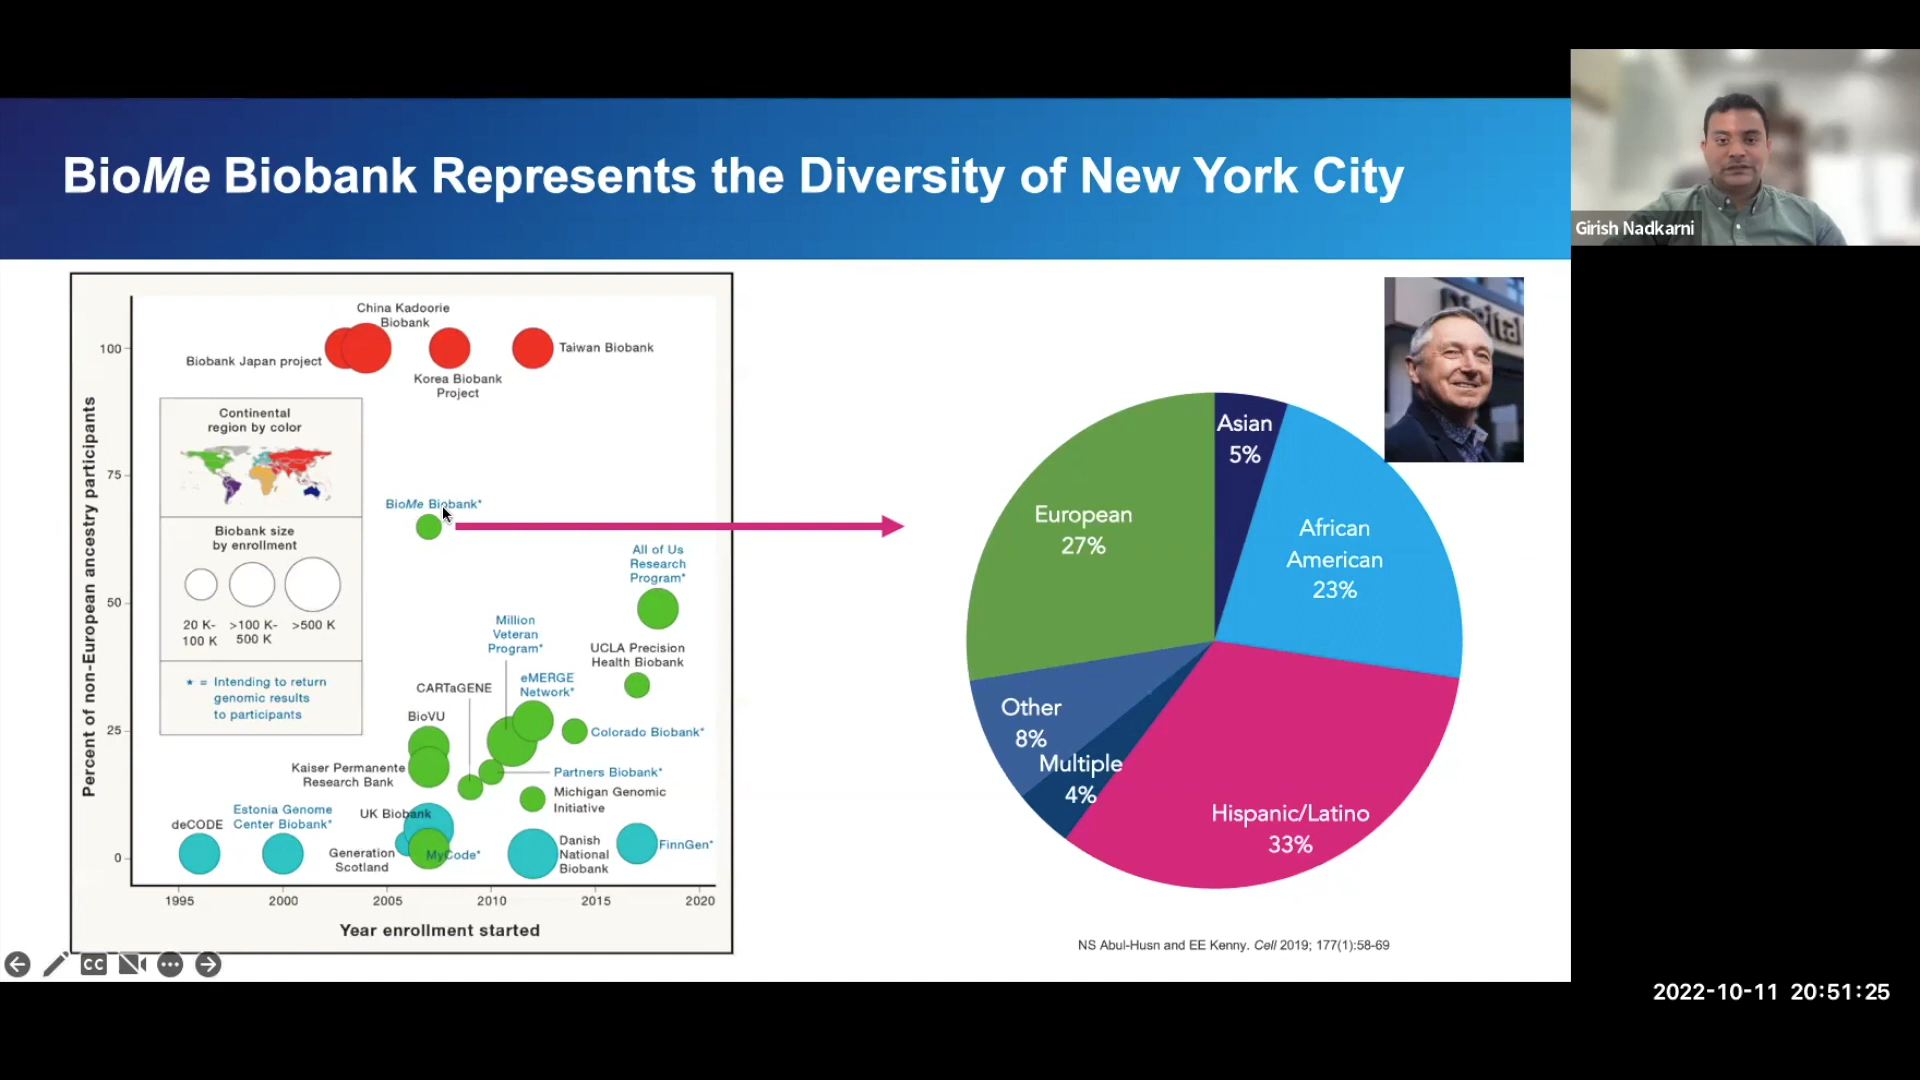 BioMe Biobank Represents the Diversity of New York City
Girish Nadkarni
Percent of non-European ancestry participants
100
75
50
25
0
China Kadoorie
Biobank
Biobank Japan project
Korea Biobank
Project
Taiwan Biobank
Continental
region by color
Biobank size
by enrollment
20 K-
100 K
>100 K-
500 K
>500 K
* = Intending to return
genomic results
to participants
BioMe Biobank*
All of Us
Research
Program*
Million
Veteran
Program*
UCLA Precision
Health Biobank
eMERGE
Network*
CARTaGENE
BioVU
Colorado Biobank*
Kaiser Permanente
Research Bank
Partners Biobank*
Michigan Genomic
Initiative
Estonia Genome
Center Biobank*
deCODE
UK Biobank
Generation
Scotland
MyCode*
Danish
National
Biobank
FinnGen*
1995
2000
2005
2010
2015
2020
Year enrollment started
Asian
5%
African
American
23%
European
27%
Other
8%
Multiple
4%
Hispanic/Latino
33%
NS Abul-Husn and EE Kenny. Cell 2019; 177(1):58-69
CC
2022-10-11 20:51:25